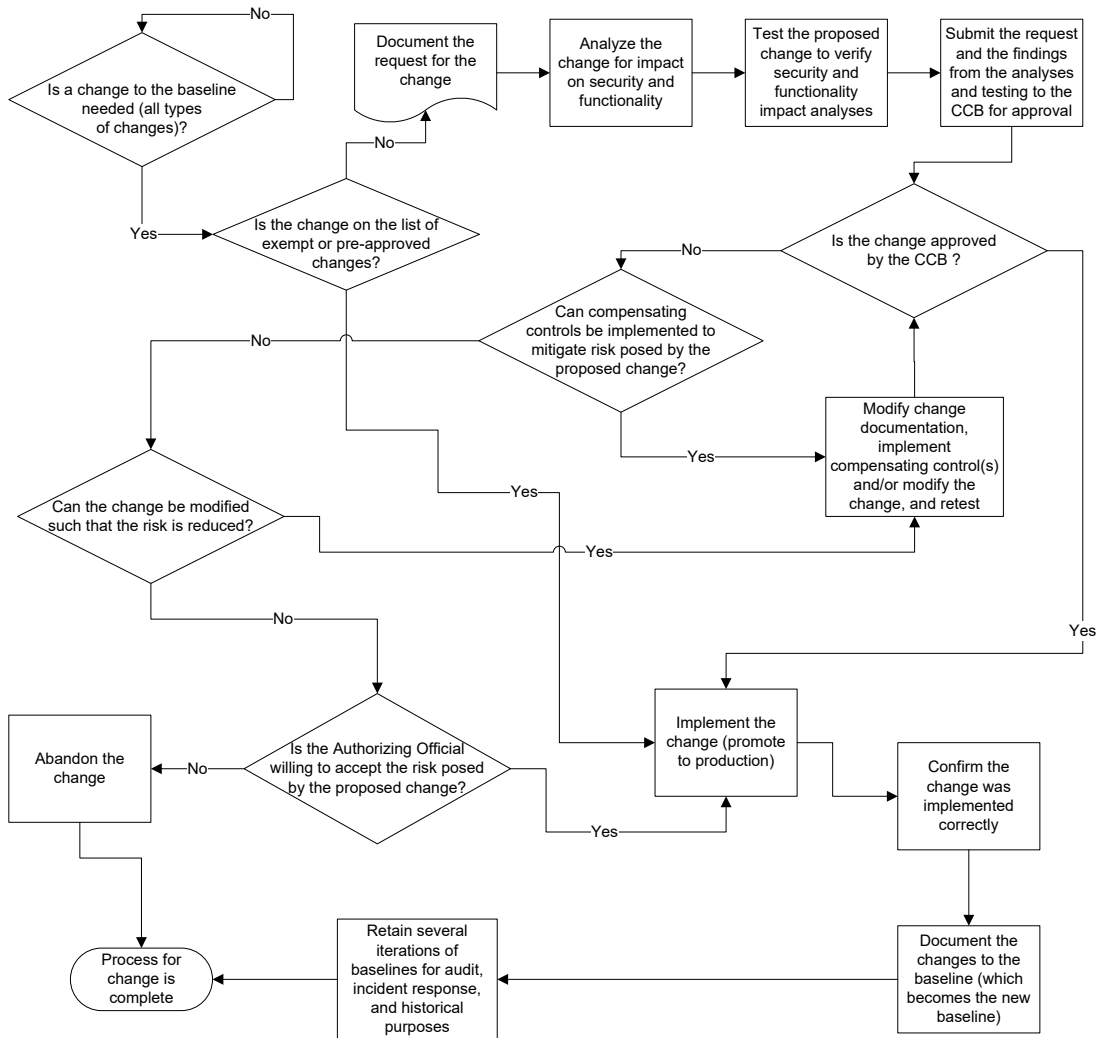 No
Is a change to the baseline
needed (all types
of changes)?
Yes
Document the
request for the
change
Analyze the
change for impact
on security and
functionality
Test the proposed
change to verify
security and
functionality
impact analyses
Submit the request
and the findings
from the analyses
and testing to the
CCB for approval
No
Is the change on the list of
exempt or pre-approved
changes?
Is the change approved
by the CCB ?
No
Can compensating
controls be implemented to
mitigate risk posed by the
proposed change?
No
Yes
Modify change
documentation,
implement
compensating control(s)
and/or modify the
change, and retest
Yes
Can the change be modified
such that the risk is reduced?
Yes
No
Yes
Is the Authorizing Official
willing to accept the risk posed
by the proposed change?
No
Abandon the
change
Yes
Implement the
change (promote
to production)
Confirm the
change was
implemented
correctly
Document the
changes to the
baseline (which
becomes the new
baseline)
Retain several
iterations of
baselines for audit,
incident response,
and historical
purposes
Process for
change is
complete